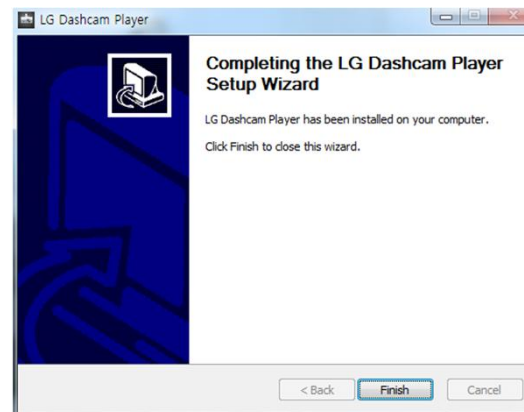 LG Dashcam Player
Completing the LG Dashcam Player
Setup Wizard
LG Dashcam Player has been installed on your computer.
Click Finish to close this wizard.
< Back Finish Cancel